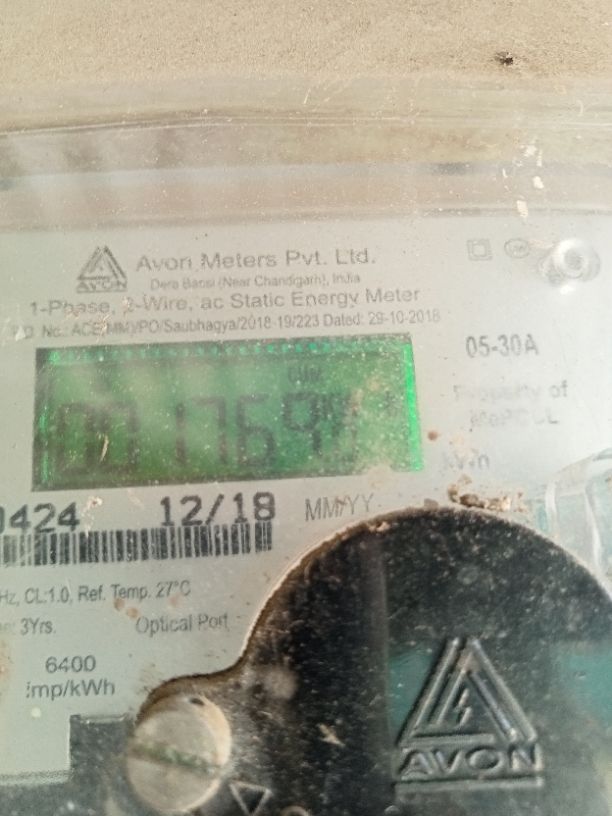 AVON
Avon Meters Pvt. Ltd.
Dera Bassi (Near Chandigarh), India
1-Phase, 2-Wire, ac Static Energy Meter
P.O. No.: ACE(MM)/PO/Saubhagya/2018-19/223 Dated: 29-10-2018
05-30A
Property of
MePDCL
kWh
0424 12/18 MM/YY
Hz, CL:1.0, Ref. Temp. 27°C
3Yrs. Optical Port
6400
imp/kWh
AVON